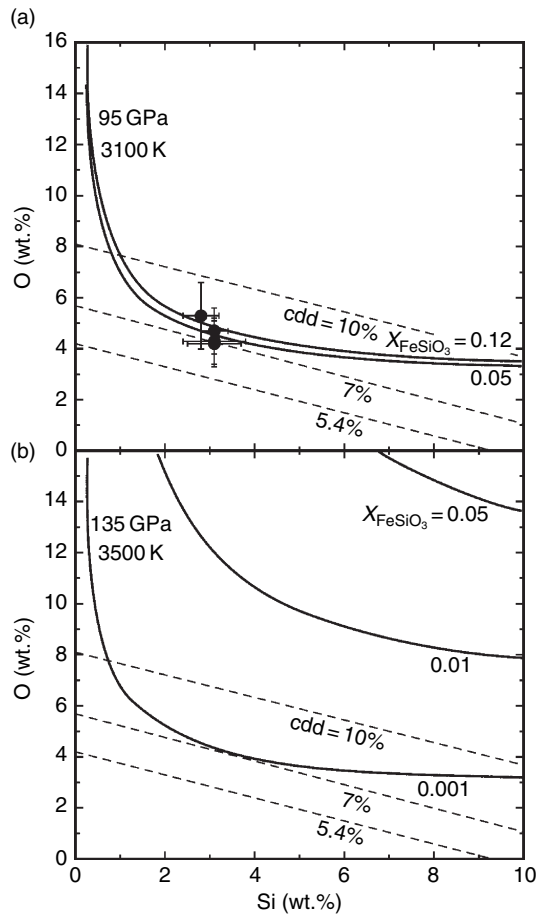 (a)
16
14
12
10
8
6
4
2
0
O (wt.%)
95 GPa
3100 K
cdd = 10%
X_FeSiO₃ = 0.12
0.05
7%
5.4%
(b)
14
12
10
8
6
4
2
0
O (wt.%)
135 GPa
3500 K
X_FeSiO₃ = 0.05
0.01
cdd = 10%
0.001
7%
5.4%
0 2 4 6 8 10
Si (wt.%)